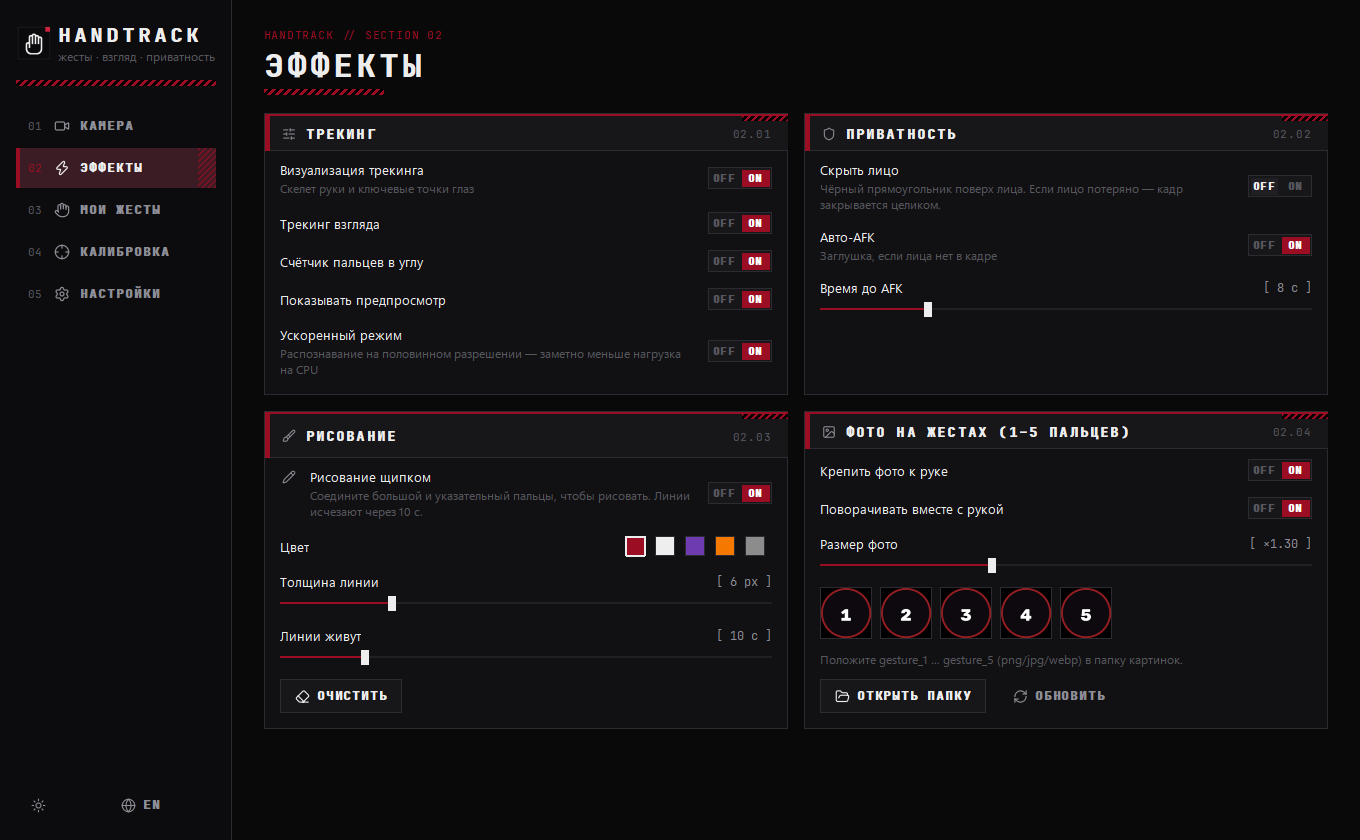 HANDTRACK
жесты · взгляд · приватность
01 КАМЕРА
02 ЭФФЕКТЫ
03 МОИ ЖЕСТЫ
04 КАЛИБРОВКА
05 НАСТРОЙКИ
EN
HANDTRACK // SECTION 02
ЭФФЕКТЫ
ТРЕКИНГ 02.01
Визуализация трекинга
Скелет руки и ключевые точки глаз
OFF ON
Трекинг взгляда OFF ON
Счётчик пальцев в углу OFF ON
Показывать предпросмотр OFF ON
Ускоренный режим
Распознавание на половинном разрешении — заметно меньше нагрузка
на CPU
OFF ON
ПРИВАТНОСТЬ 02.02
Скрыть лицо
Чёрный прямоугольник поверх лица. Если лицо потеряно — кадр
закрывается целиком.
OFF ON
Авто-AFK
Заглушка, если лица нет в кадре
OFF ON
Время до AFK [ 8 с ]
РИСОВАНИЕ 02.03
Рисование щипком
Соедините большой и указательный пальцы, чтобы рисовать. Линии
исчезают через 10 с.
OFF ON
Цвет
Толщина линии [ 6 px ]
Линии живут [ 10 с ]
ОЧИСТИТЬ
ФОТО НА ЖЕСТАХ (1–5 ПАЛЬЦЕВ) 02.04
Крепить фото к руке OFF ON
Поворачивать вместе с рукой OFF ON
Размер фото [ ×1.30 ]
1 2 3 4 5
Положите gesture_1 … gesture_5 (png/jpg/webp) в папку картинок.
ОТКРЫТЬ ПАПКУ ОБНОВИТЬ